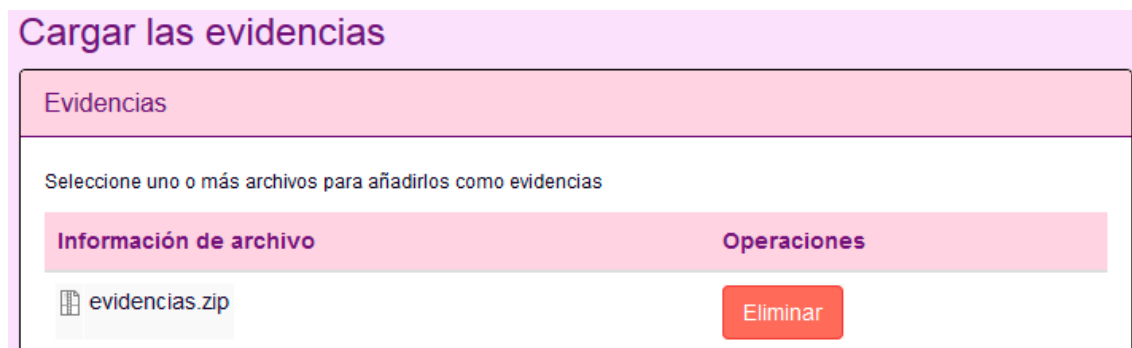 Cargar las evidencias
Evidencias
Seleccione uno o más archivos para añadirlos como evidencias
Información de archivo Operaciones
evidencias.zip Eliminar